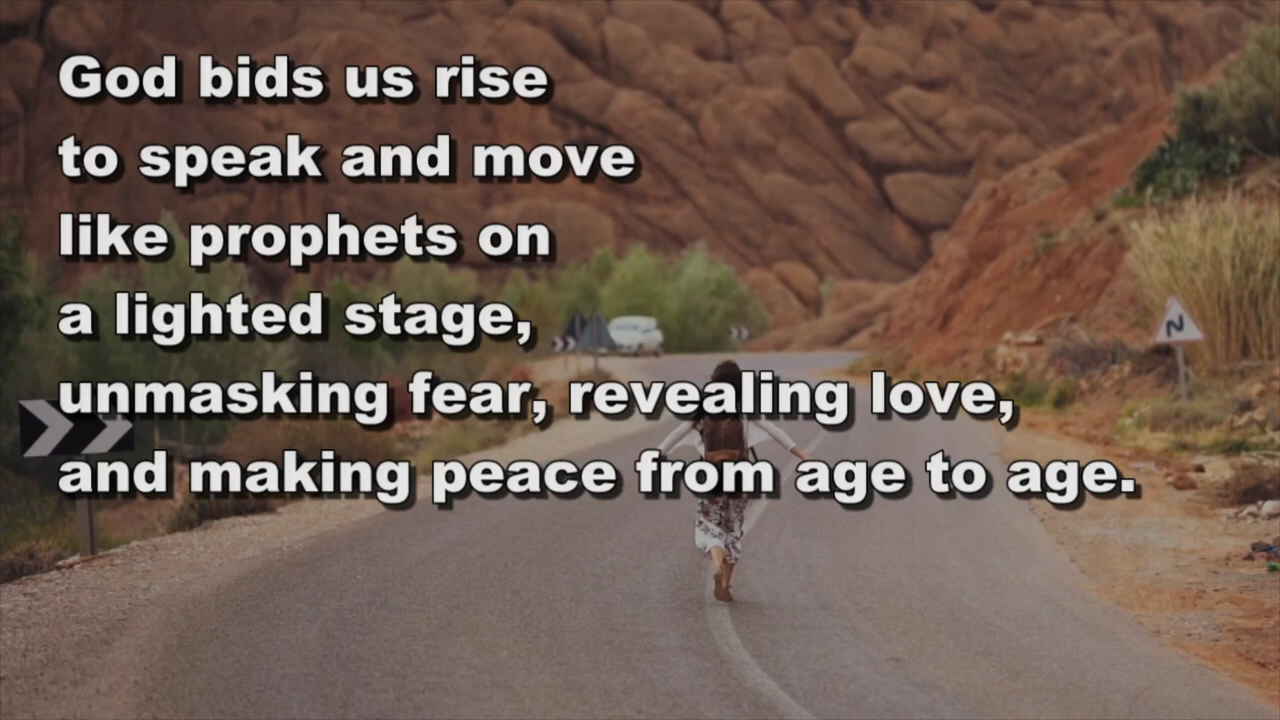 God bids us rise
to speak and move
like prophets on
a lighted stage,
unmasking fear, revealing love,
and making peace from age to age.